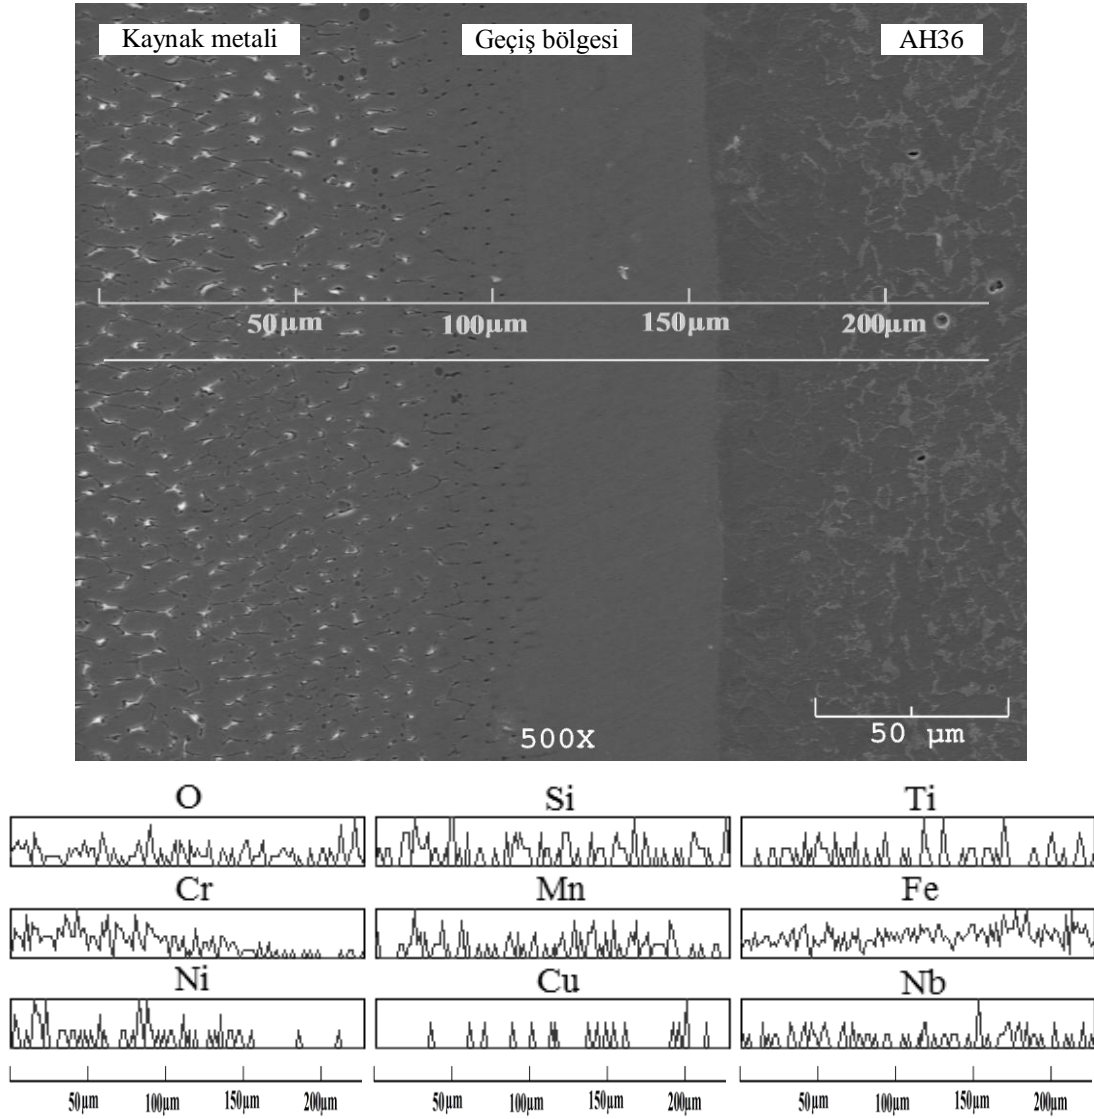 Kaynak metali Geçiş bölgesi AH36
50µm 100µm 150µm 200µm
500X 50 µm
O Si Ti
Cr Mn Fe
Ni Cu Nb
50µm 100µm 150µm 200µm 50µm 100µm 150µm 200µm 50µm 100µm 150µm 200µm